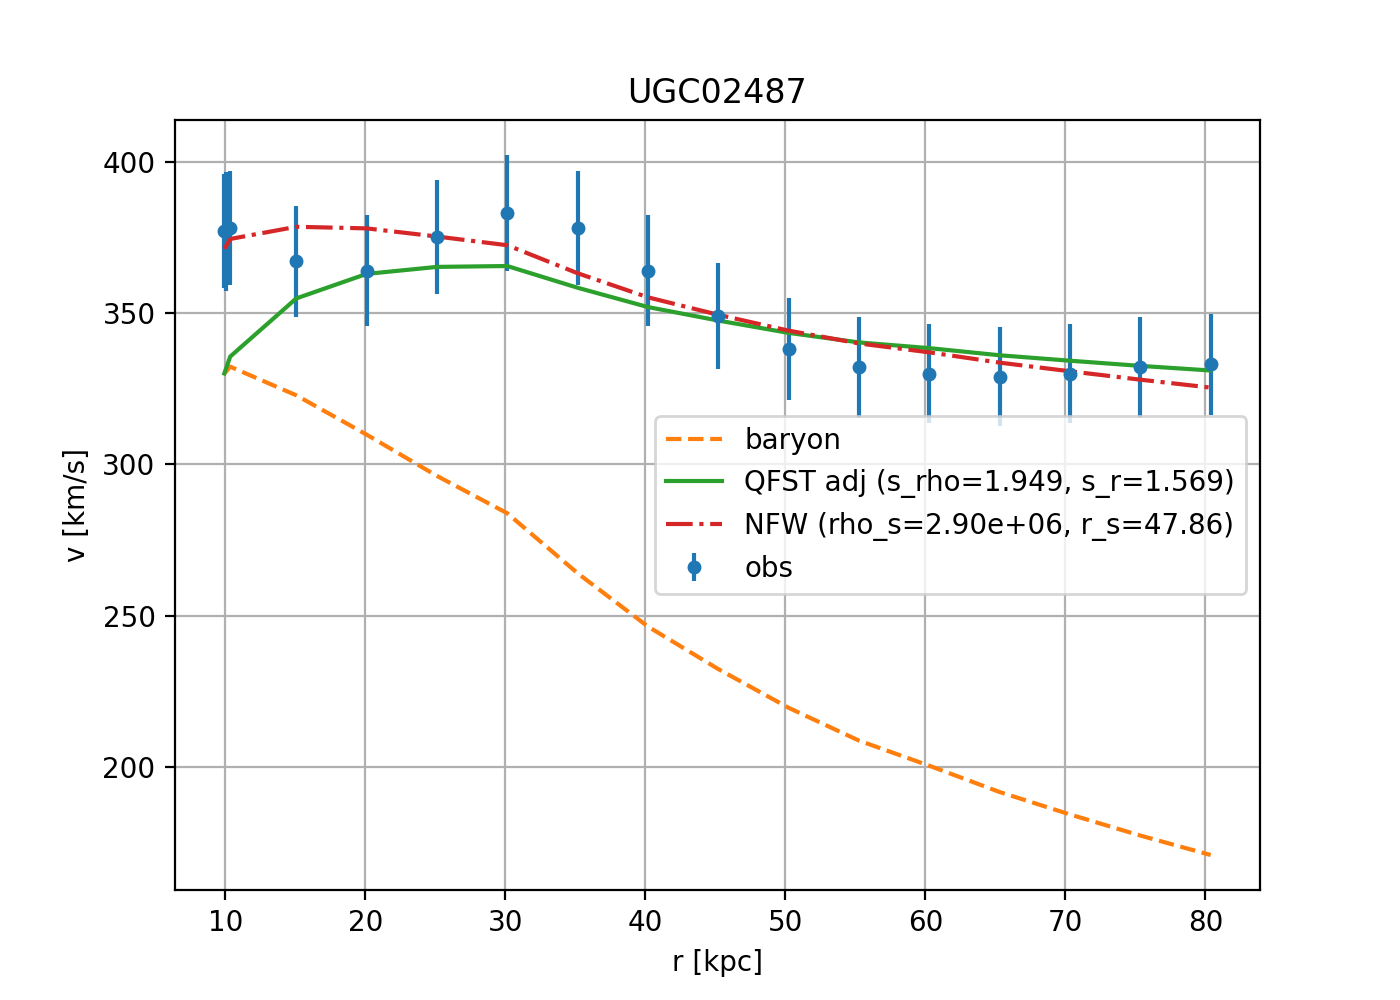 UGC02487
400
350
300
250
200
v [km/s]
baryon
QFST adj (s_rho=1.949, s_r=1.569)
NFW (rho_s=2.90e+06, r_s=47.86)
obs
10 20 30 40 50 60 70 80
r [kpc]